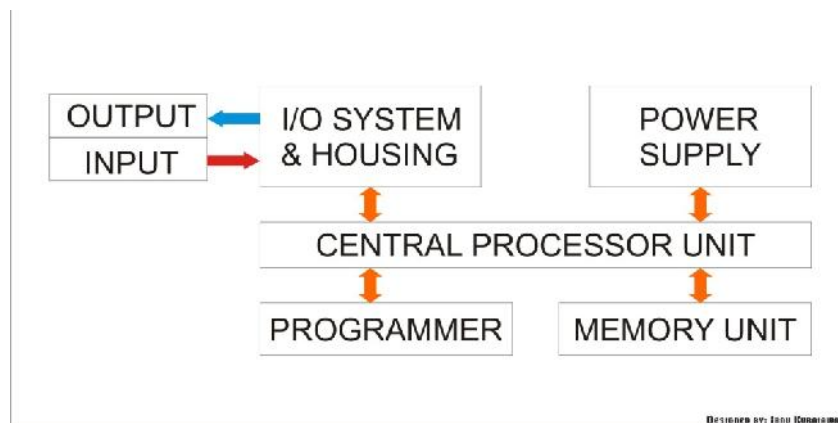 OUTPUT
INPUT
I/O SYSTEM
& HOUSING
POWER
SUPPLY
CENTRAL PROCESSOR UNIT
PROGRAMMER
MEMORY UNIT
DESIGNED BY: